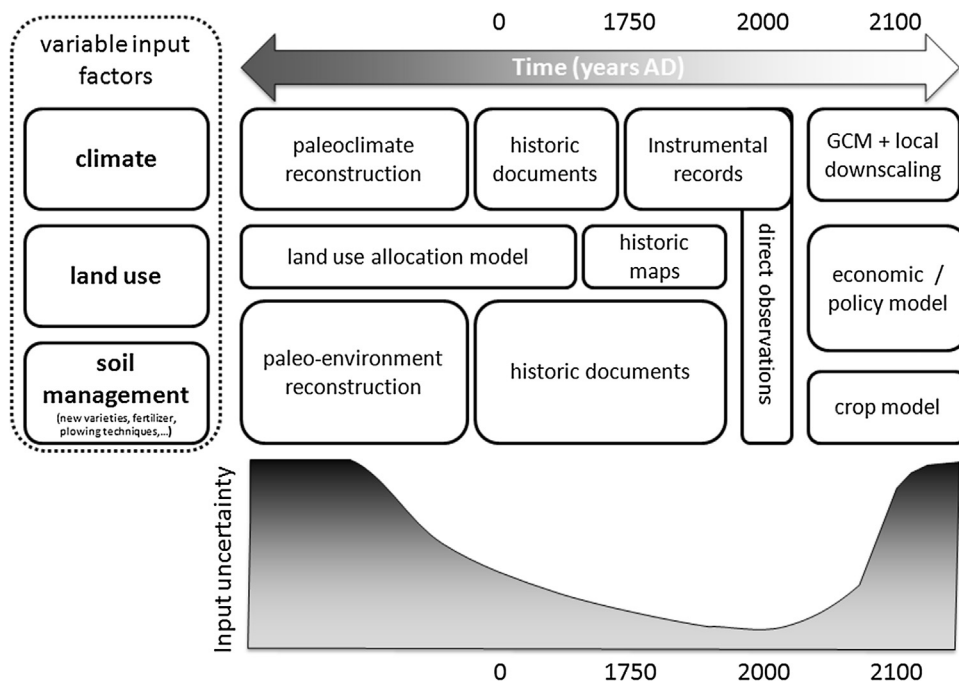 0 1750 2000 2100
variable input
factors
Time (years AD)
climate
paleoclimate
reconstruction
historic
documents
Instrumental
records
GCM + local
downscaling
land use
land use allocation model
historic
maps
direct observations
economic /
policy model
soil
management
(new varieties, fertilizer,
plowing techniques,...)
paleo-environment
reconstruction
historic documents
crop model
Input uncertainty
0 1750 2000 2100